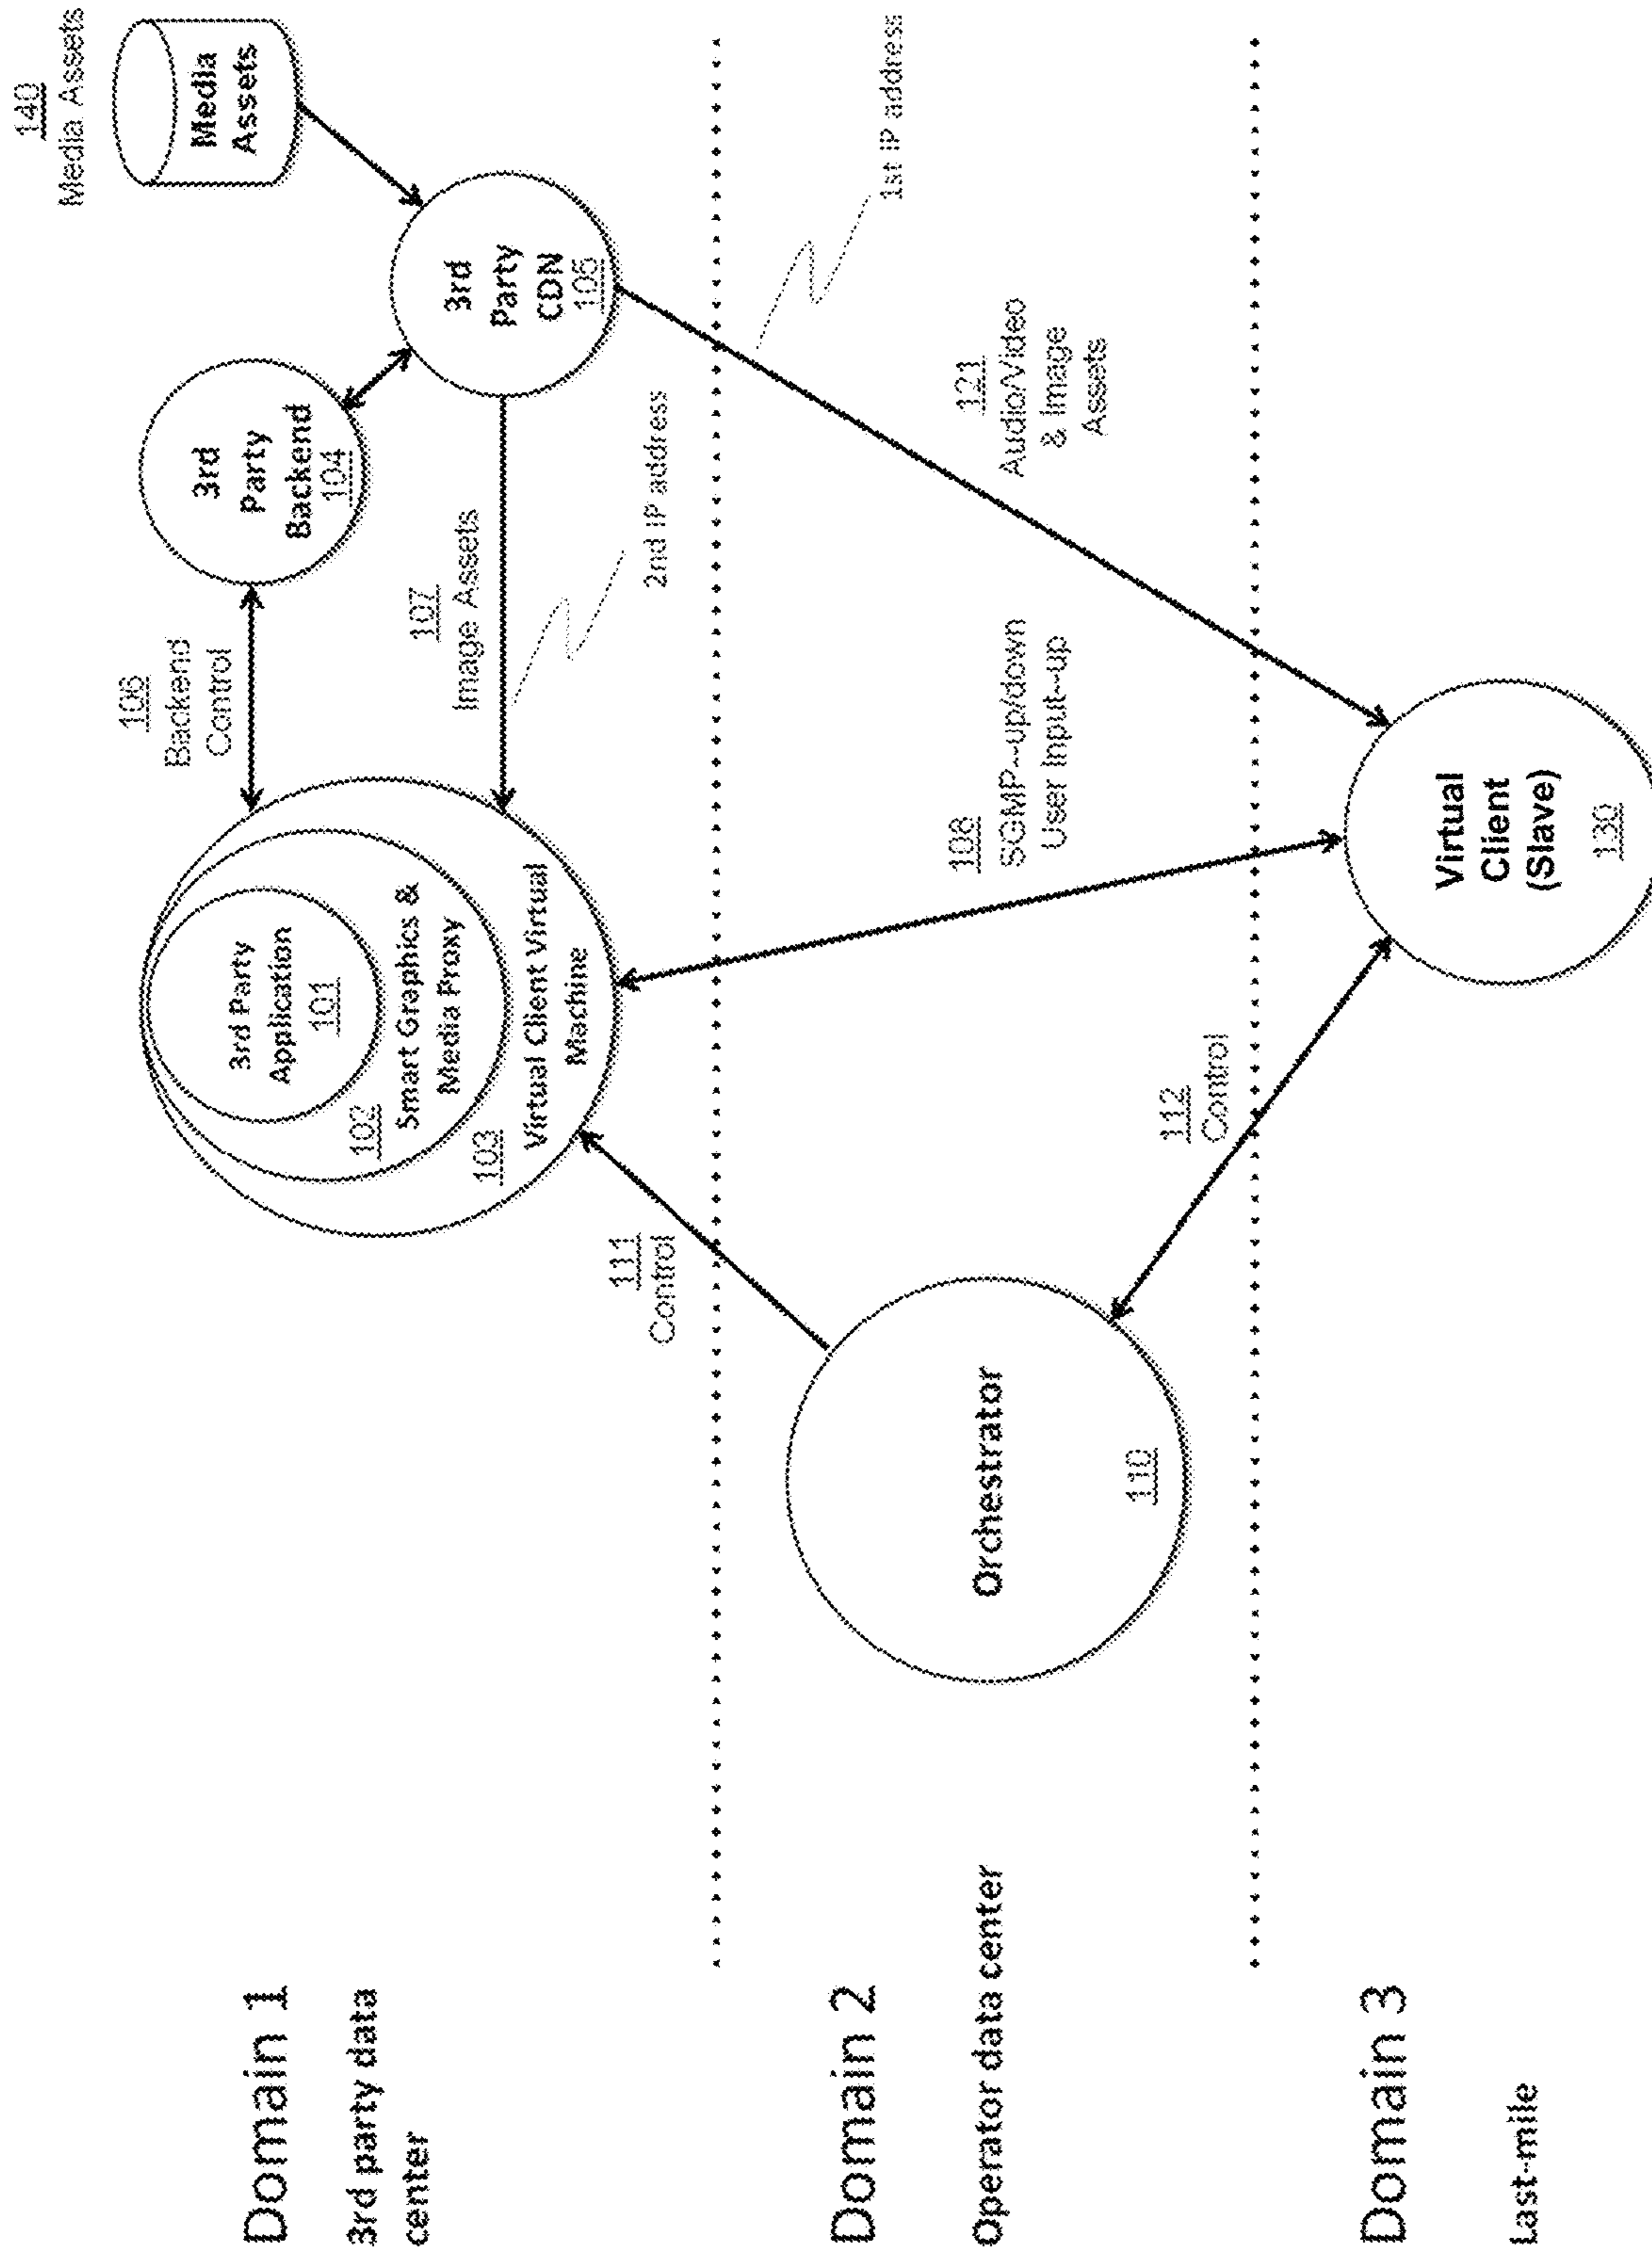 Domain 1
3rd party data
center
3rd Party
Application
101
102
Smart Graphics &
Media Proxy
103
Virtual Client Virtual
Machine
106
Backend
Control
107
Image Assets
2nd IP address
3rd
Party
Backend
104
3rd
Party
CDN
105
140
Media Assets
Media
Assets
111
Control
Domain 2
Operator data center
Orchestrator
110
112
Control
108
SGMP--up/down
User Input--up
121
Audio/Video
& Image
Assets
1st IP address
Domain 3
Last-mile
Virtual
Client
(Slave)
130